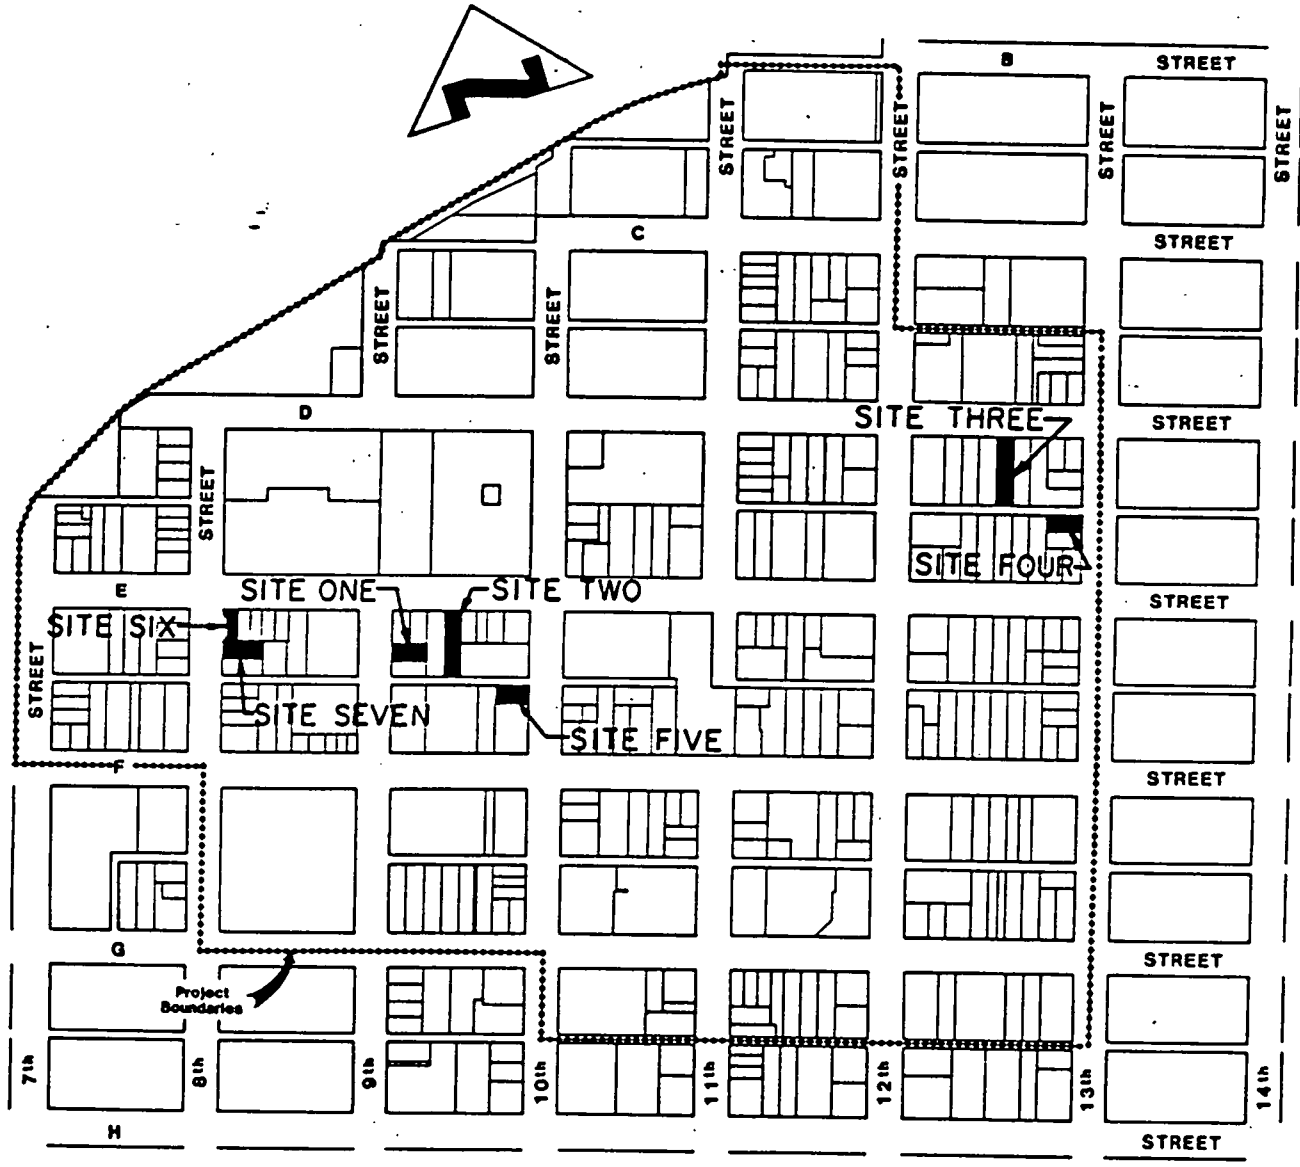 B STREET
STREET
STREET
STREET
STREET
C STREET
STREET
STREET
D STREET
SITE THREE
STREET
SITE FOUR
E STREET
SITE ONE
SITE TWO
SITE SIX
STREET
SITE SEVEN
SITE FIVE
F STREET
G STREET
Project
Boundaries
7th
8th
9th
10th
11th
12th
13th
14th
H STREET